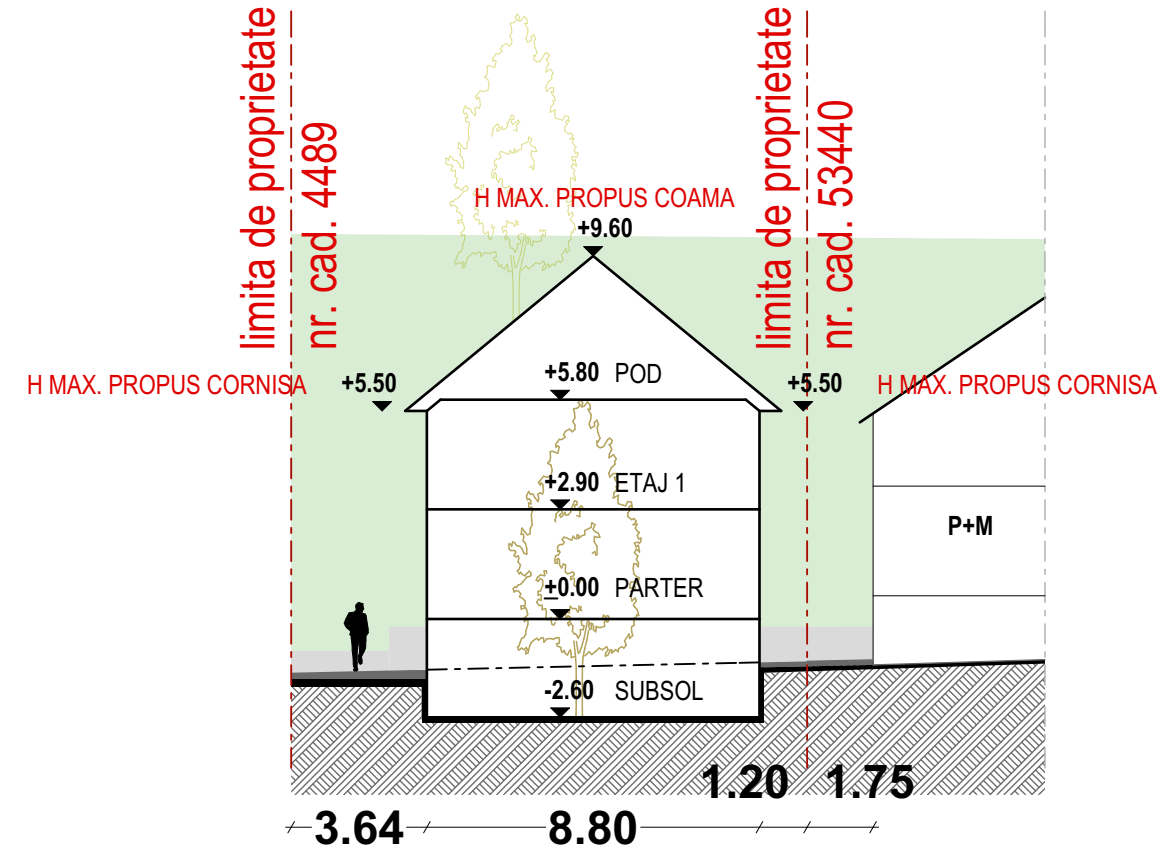 limita de proprietate
nr. cad. 4489
limita de proprietate
nr. cad. 53440
H MAX. PROPUS COAMA
+9.60
H MAX. PROPUS CORNISA
+5.50
+5.80 POD
+5.50
H MAX. PROPUS CORNISA
+2.90 ETAJ 1
P+M
±0.00 PARTER
-2.60 SUBSOL
1.20 1.75
3.64 8.80